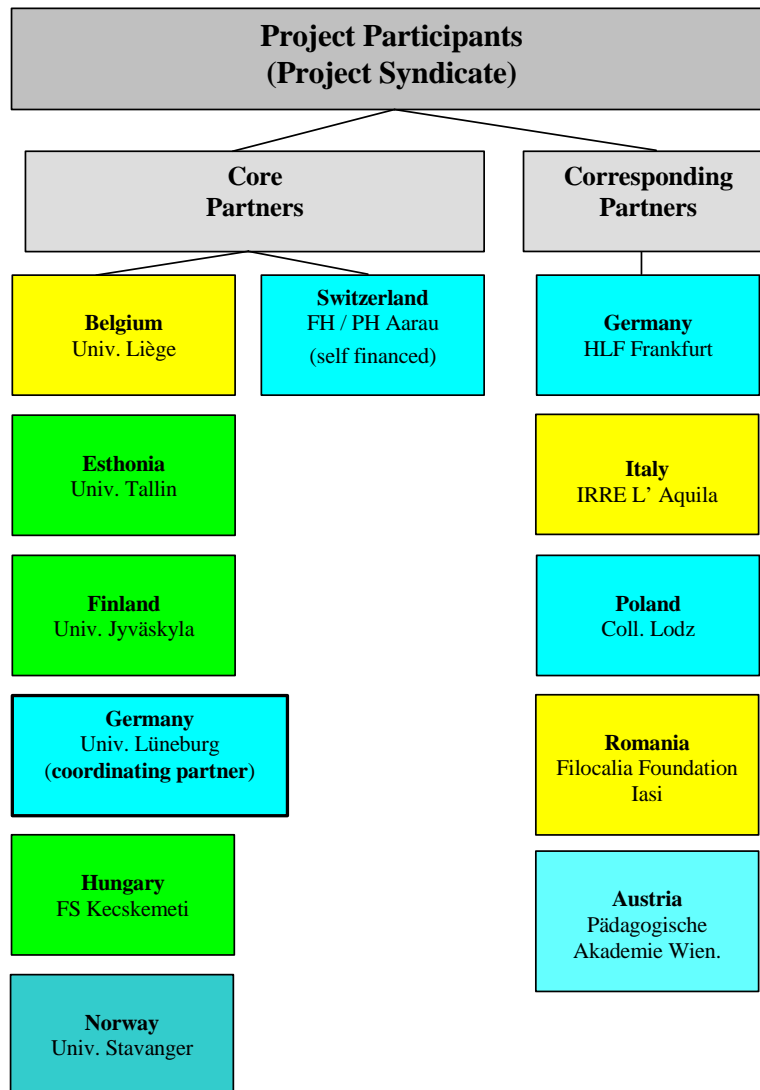 Project Participants
(Project Syndicate)
Core
Partners
Corresponding
Partners
Belgium
Univ. Liège
Switzerland
FH / PH Aarau
(self financed)
Germany
HLF Frankfurt
Esthonia
Univ. Tallin
Italy
IRRE L’ Aquila
Finland
Univ. Jyväskyla
Poland
Coll. Lodz
Germany
Univ. Lüneburg
(coordinating partner)
Romania
Filocalia Foundation
Iasi
Hungary
FS Kecskemeti
Austria
Pädagogische
Akademie Wien.
Norway
Univ. Stavanger